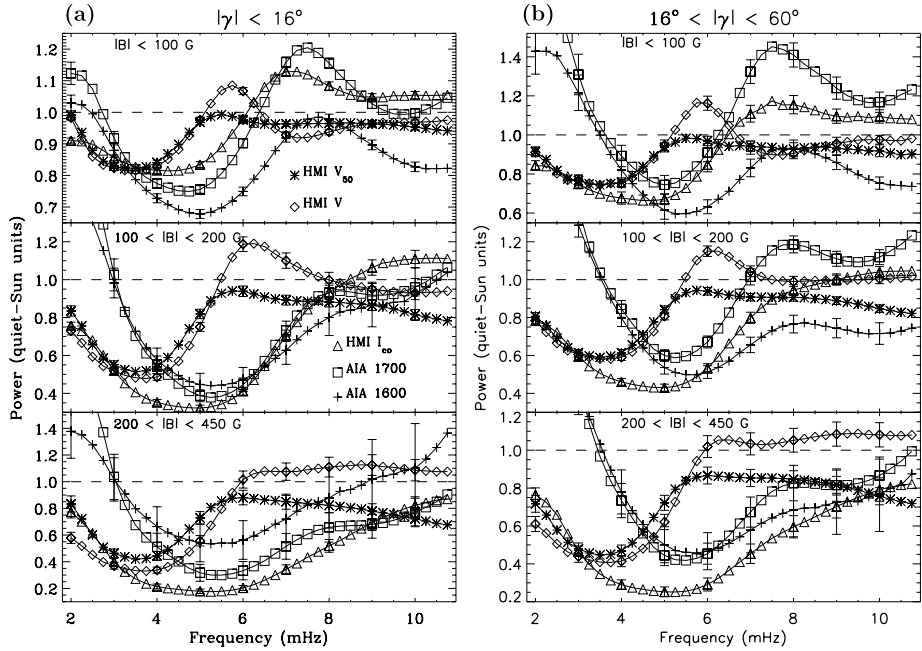 (a) |γ| < 16°
(b) 16° < |γ| < 60°
|B| < 100 G
|B| < 100 G
1.2
1.1
1.0
0.9
0.8
0.7
HMI V50
HMI V
1.4
1.2
1.0
0.8
0.6
100 < |B| < 200 G
100 < |B| < 200 G
1.2
1.0
0.8
0.6
0.4
HMI Ico
AIA 1700
AIA 1600
1.2
1.0
0.8
0.6
0.4
200 < |B| < 450 G
200 < |B| < 450 G
1.4
1.2
1.0
0.8
0.6
0.4
0.2
1.2
1.0
0.8
0.6
0.4
0.2
Power (quiet-Sun units)
Power (quiet-Sun units)
2 4 6 8 10
2 4 6 8 10
Frequency (mHz)
Frequency (mHz)